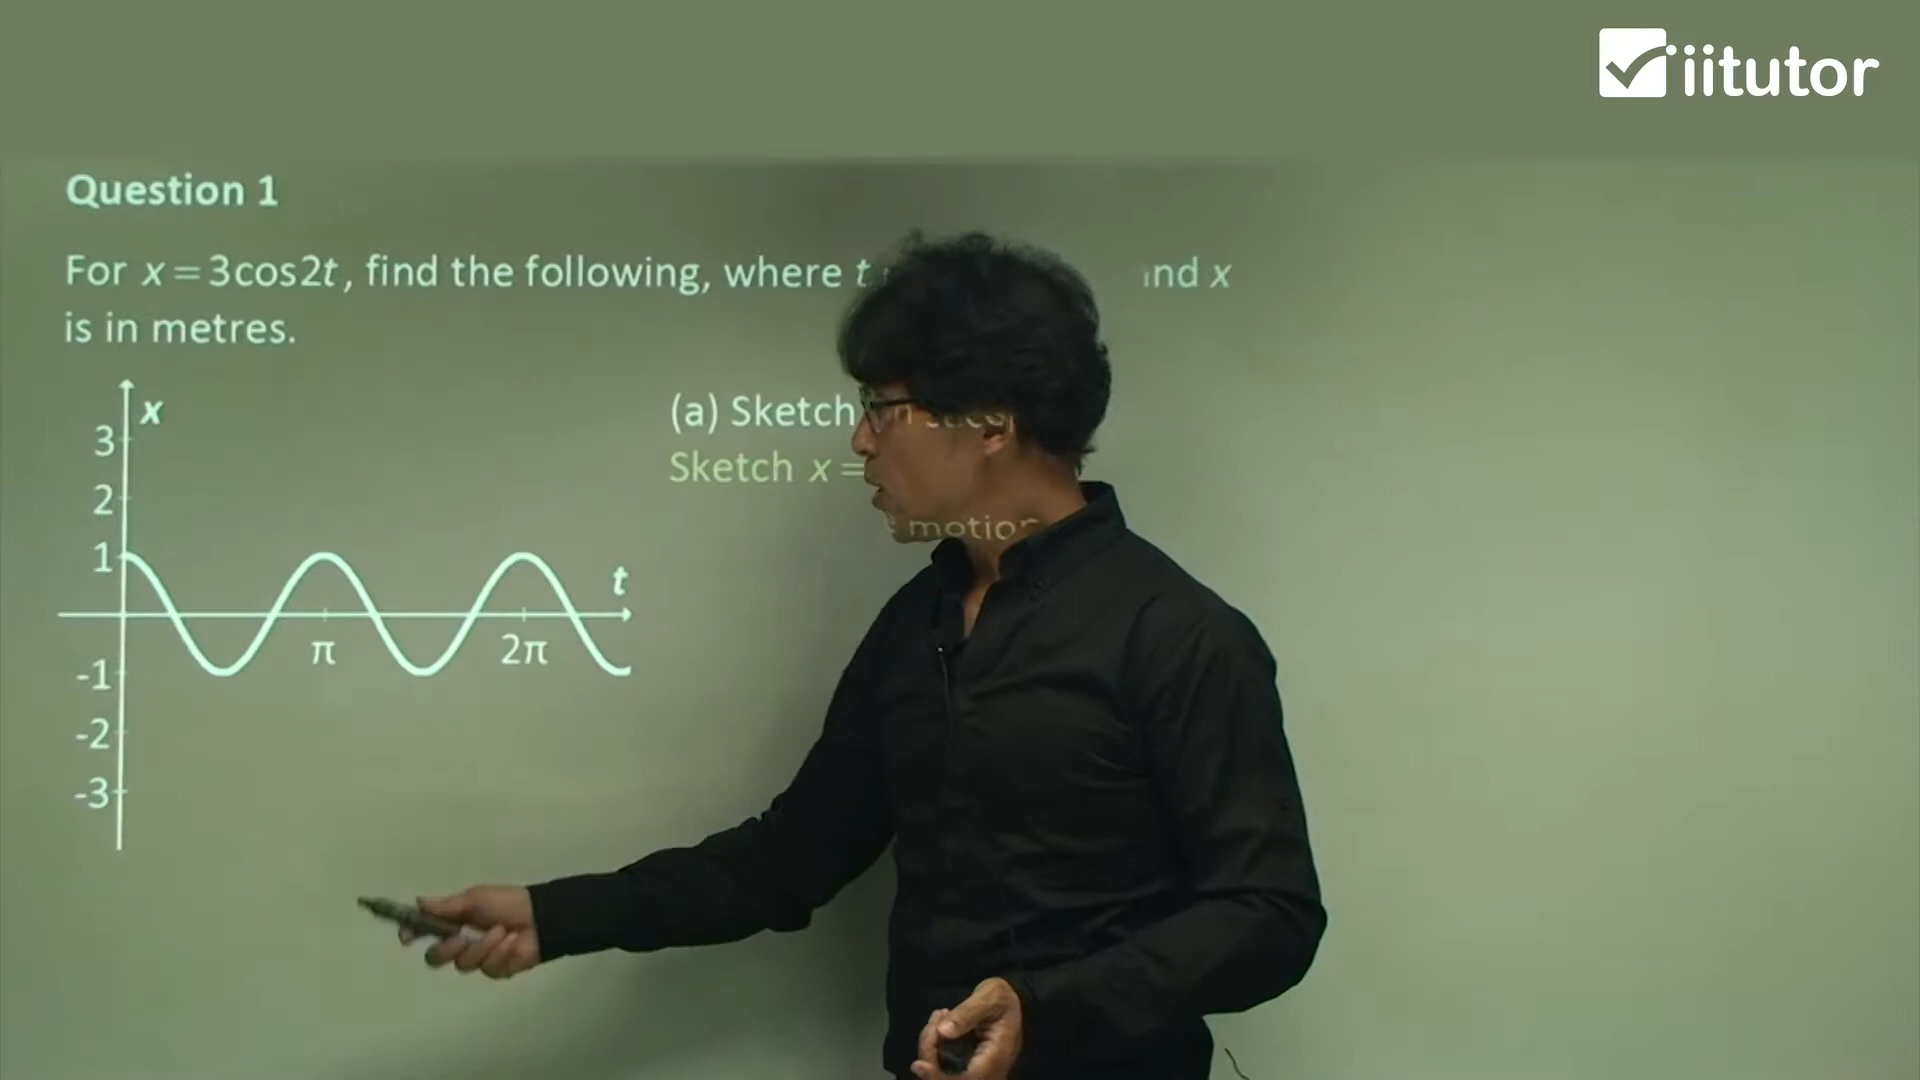 iitutor
Question 1
For x = 3cos2t, find the following, where t ind x
is in metres.
x
(a) Sketch
3
Sketch x =
2
motion
1
t
π
2π
-1
-2
-3